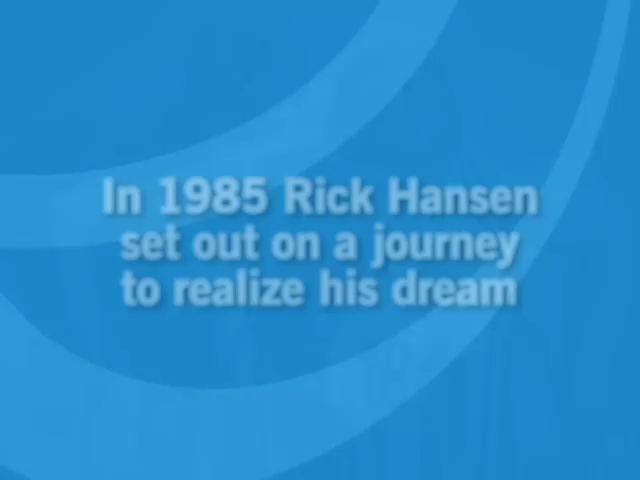 In 1985 Rick Hansen
set out on a journey
to realize his dream